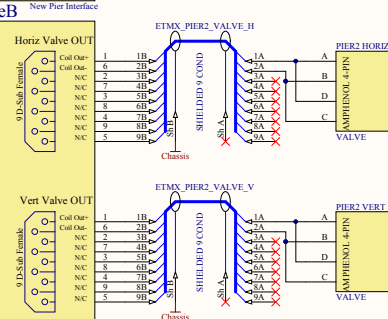 eB
New Pier Interface
ETMX_PIER2_VALVE_H
Horiz Valve OUT
PIER2 HORIZ
9 D-Sub Female
Coil Out+ 1 1B 1A A
Coil Out- 6 2B 2A
N/C 2 3B 3A B
N/C 7 4B 4A
N/C 3 5B 5A D
N/C 8 6B 6A
N/C 4 7B 7A C
N/C 9 8B 8A
N/C 5 9B 9A
Sh B
SHIELDED 9 COND
Sh A
AMPHENOL 4-PIN
Chassis
VALVE
ETMX_PIER2_VALVE_V
Vert Valve OUT
PIER2 VERT
9 D-Sub Female
Coil Out+ 1 1B 1A A
Coil Out- 6 2B 2A
N/C 2 3B 3A B
N/C 7 4B 4A
N/C 3 5B 5A D
N/C 8 6B 6A
N/C 4 7B 7A C
N/C 9 8B 8A
N/C 5 9B 9A
Sh B
SHIELDED 9 COND
Sh A
AMPHENOL 4-PIN
Chassis
VALVE